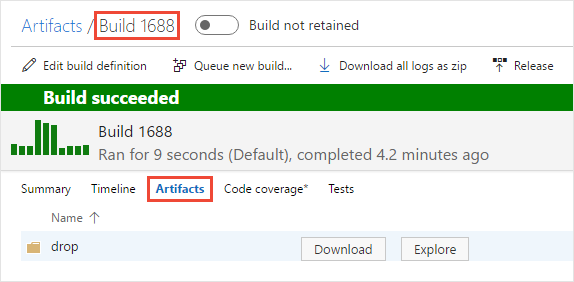 Artifacts / Build 1688 Build not retained
Edit build definition Queue new build... Download all logs as zip Release
Build succeeded
Build 1688
Ran for 9 seconds (Default), completed 4.2 minutes ago
Summary Timeline Artifacts Code coverage* Tests
Name
drop Download Explore